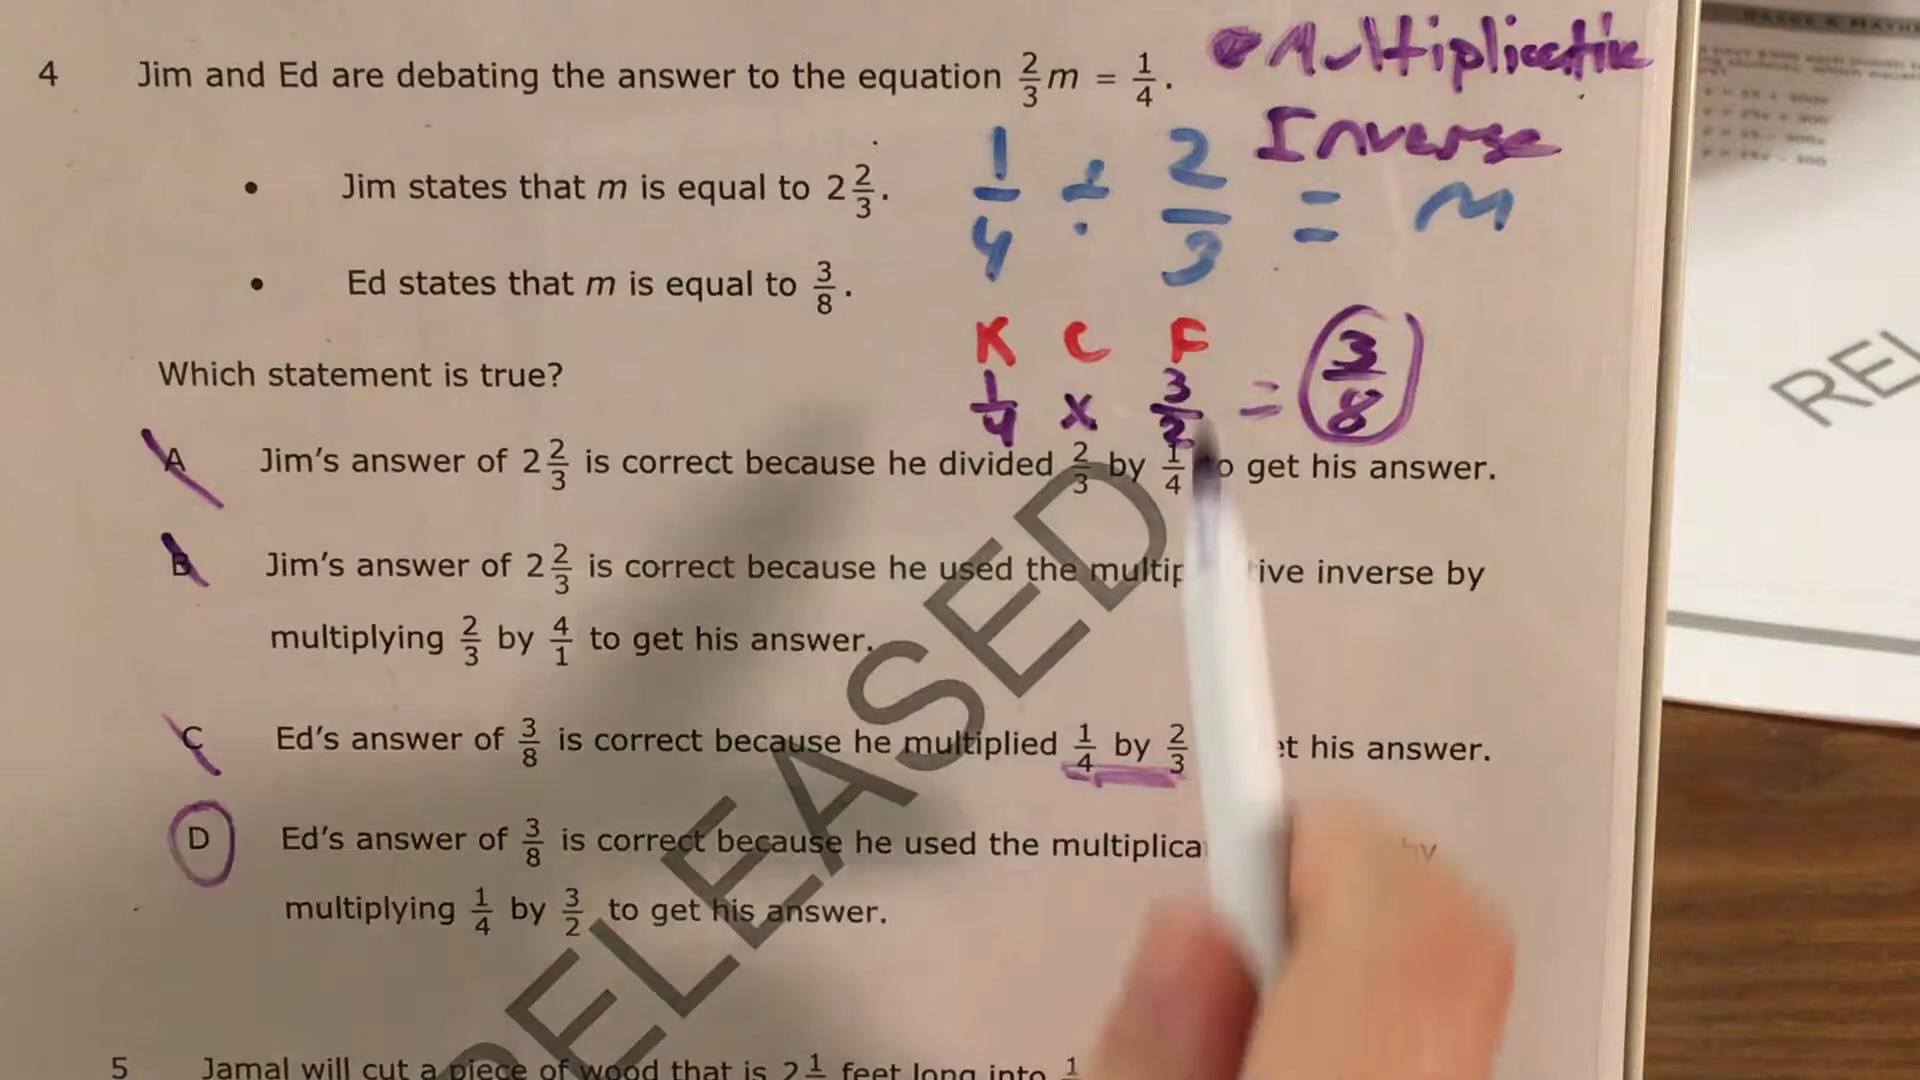 4 Jim and Ed are debating the answer to the equation 2/3 m = 1/4.
• Multiplicative
Inverse
• Jim states that m is equal to 2 2/3.
1/4 ÷ 2/3 = m
• Ed states that m is equal to 3/8.
K C F
1/4 x 3/2 = 3/8
Which statement is true?
A Jim's answer of 2 2/3 is correct because he divided 2/3 by 1/4 get his answer.
B Jim's answer of 2 2/3 is correct because he used the inverse by
multiplying 2/3 by 4/1 to get his answer.
C Ed's answer of 3/8 is correct because he multiplied 1/4 by 2/3 his answer.
D Ed's answer of 3/8 is correct because he used the
multiplying 1/4 by 3/2 to get his answer.
RELEASED
5 Jamal will cut a piece of wood that is 2 feet long into
REL